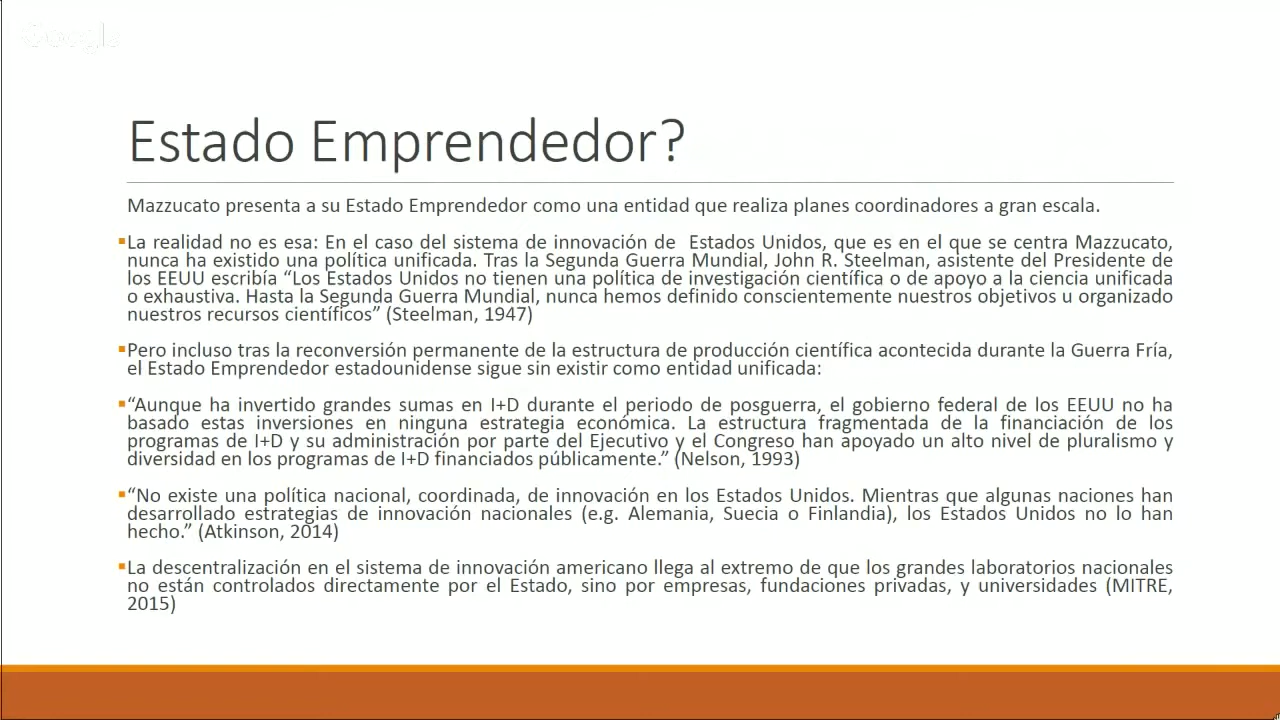 Google
Estado Emprendedor?
Mazzucato presenta a su Estado Emprendedor como una entidad que realiza planes coordinadores a gran escala.
▪La realidad no es esa: En el caso del sistema de innovación de Estados Unidos, que es en el que se centra Mazzucato,
nunca ha existido una política unificada. Tras la Segunda Guerra Mundial, John R. Steelman, asistente del Presidente de
los EEUU escribía “Los Estados Unidos no tienen una política de investigación científica o de apoyo a la ciencia unificada
o exhaustiva. Hasta la Segunda Guerra Mundial, nunca hemos definido conscientemente nuestros objetivos u organizado
nuestros recursos científicos” (Steelman, 1947)
▪Pero incluso tras la reconversión permanente de la estructura de producción científica acontecida durante la Guerra Fría,
el Estado Emprendedor estadounidense sigue sin existir como entidad unificada:
▪“Aunque ha invertido grandes sumas en I+D durante el periodo de posguerra, el gobierno federal de los EEUU no ha
basado estas inversiones en ninguna estrategia económica. La estructura fragmentada de la financiación de los
programas de I+D y su administración por parte del Ejecutivo y el Congreso han apoyado un alto nivel de pluralismo y
diversidad en los programas de I+D financiados públicamente.” (Nelson, 1993)
▪“No existe una política nacional, coordinada, de innovación en los Estados Unidos. Mientras que algunas naciones han
desarrollado estrategias de innovación nacionales (e.g. Alemania, Suecia o Finlandia), los Estados Unidos no lo han
hecho.” (Atkinson, 2014)
▪La descentralización en el sistema de innovación americano llega al extremo de que los grandes laboratorios nacionales
no están controlados directamente por el Estado, sino por empresas, fundaciones privadas, y universidades (MITRE,
2015)